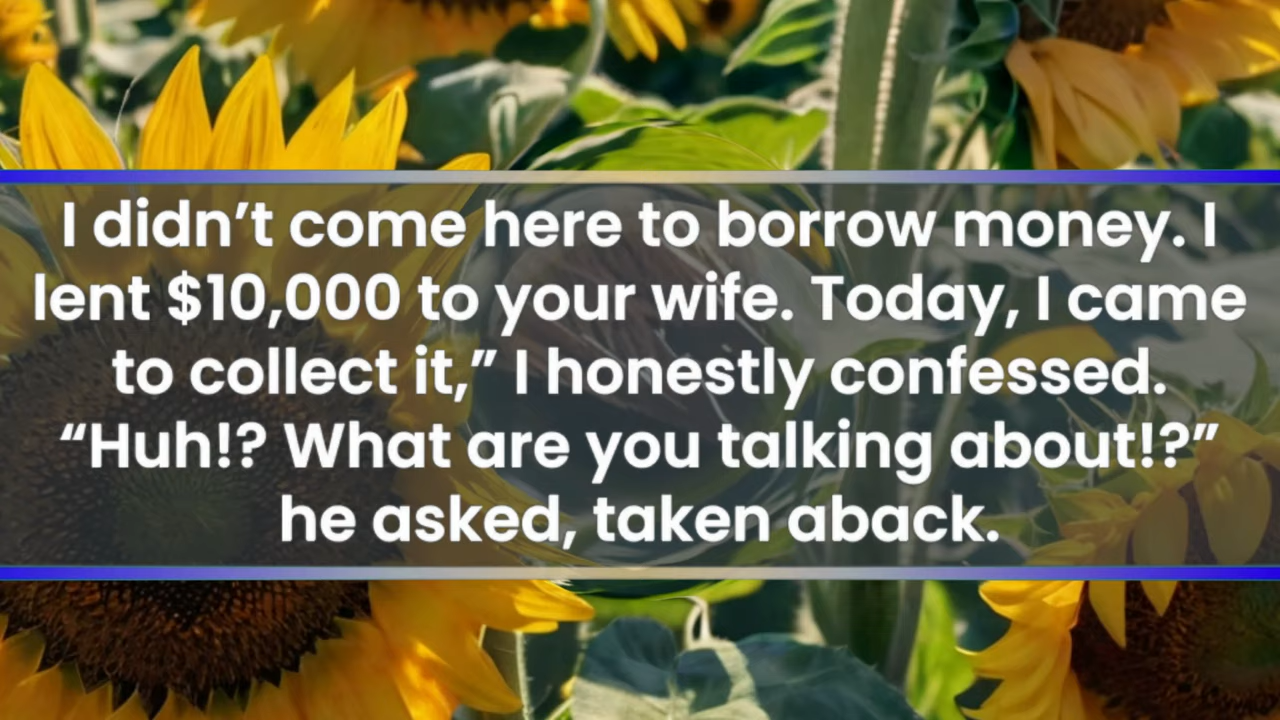 I didn’t come here to borrow money. I
lent $10,000 to your wife. Today, I came
to collect it,” I honestly confessed.
“Huh!? What are you talking about!?”
he asked, taken aback.